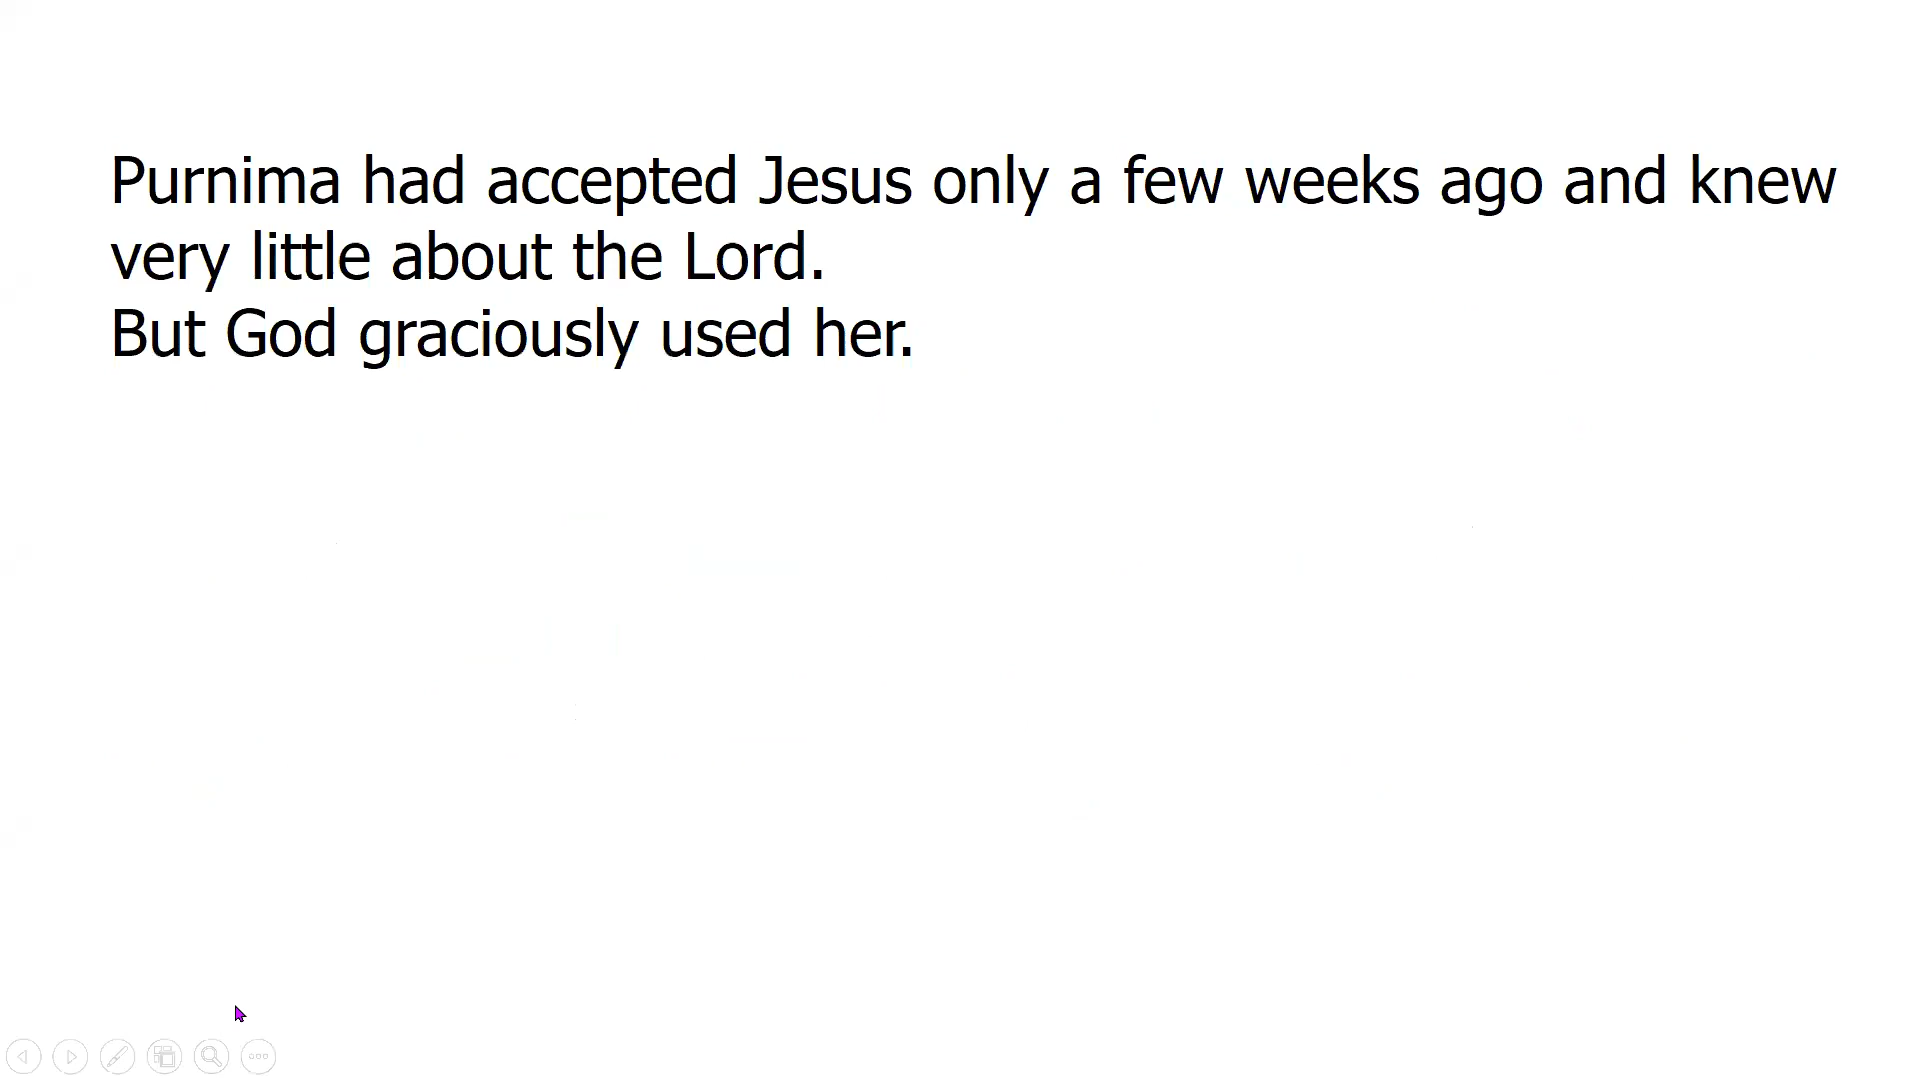 Purnima had accepted Jesus only a few weeks ago and knew
very little about the Lord.
But God graciously used her.